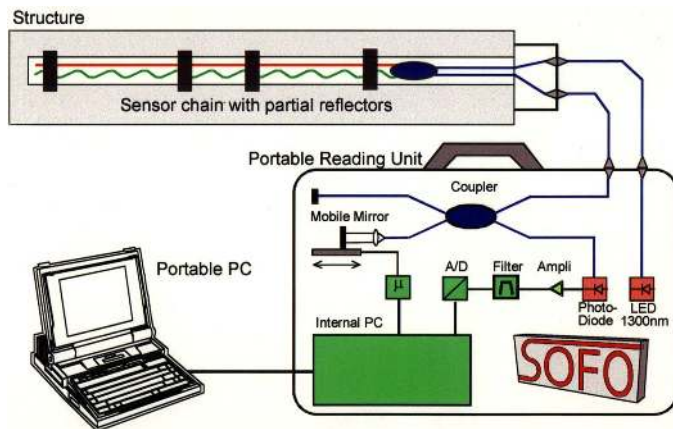 Structure
Sensor chain with partial reflectors
Portable Reading Unit
Coupler
Mobile Mirror
Portable PC
A/D
Filter
Ampli
μ
Photo-
Diode
LED
1300nm
Internal PC
SOFO